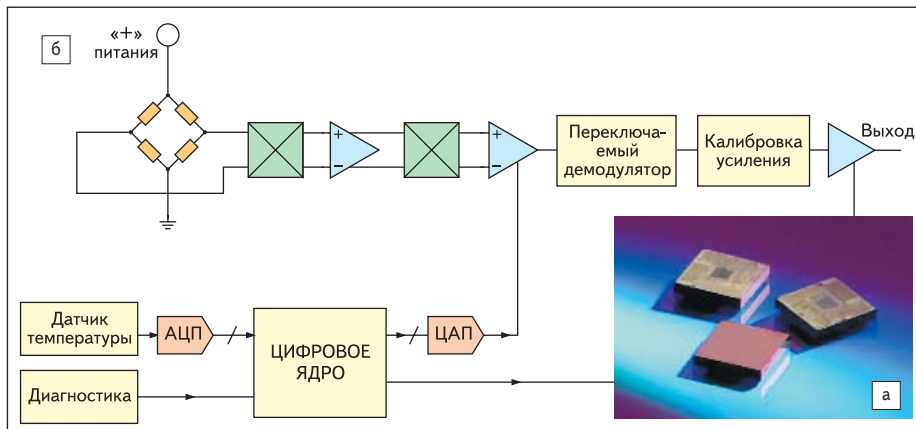 «+»
питания
б
+
−
+
−
Переключа-
емый
демодулятор
Калибровка
усиления
Выход
Датчик
температуры
АЦП
ЦИФРОВОЕ
ЯДРО
ЦАП
Диагностика
а